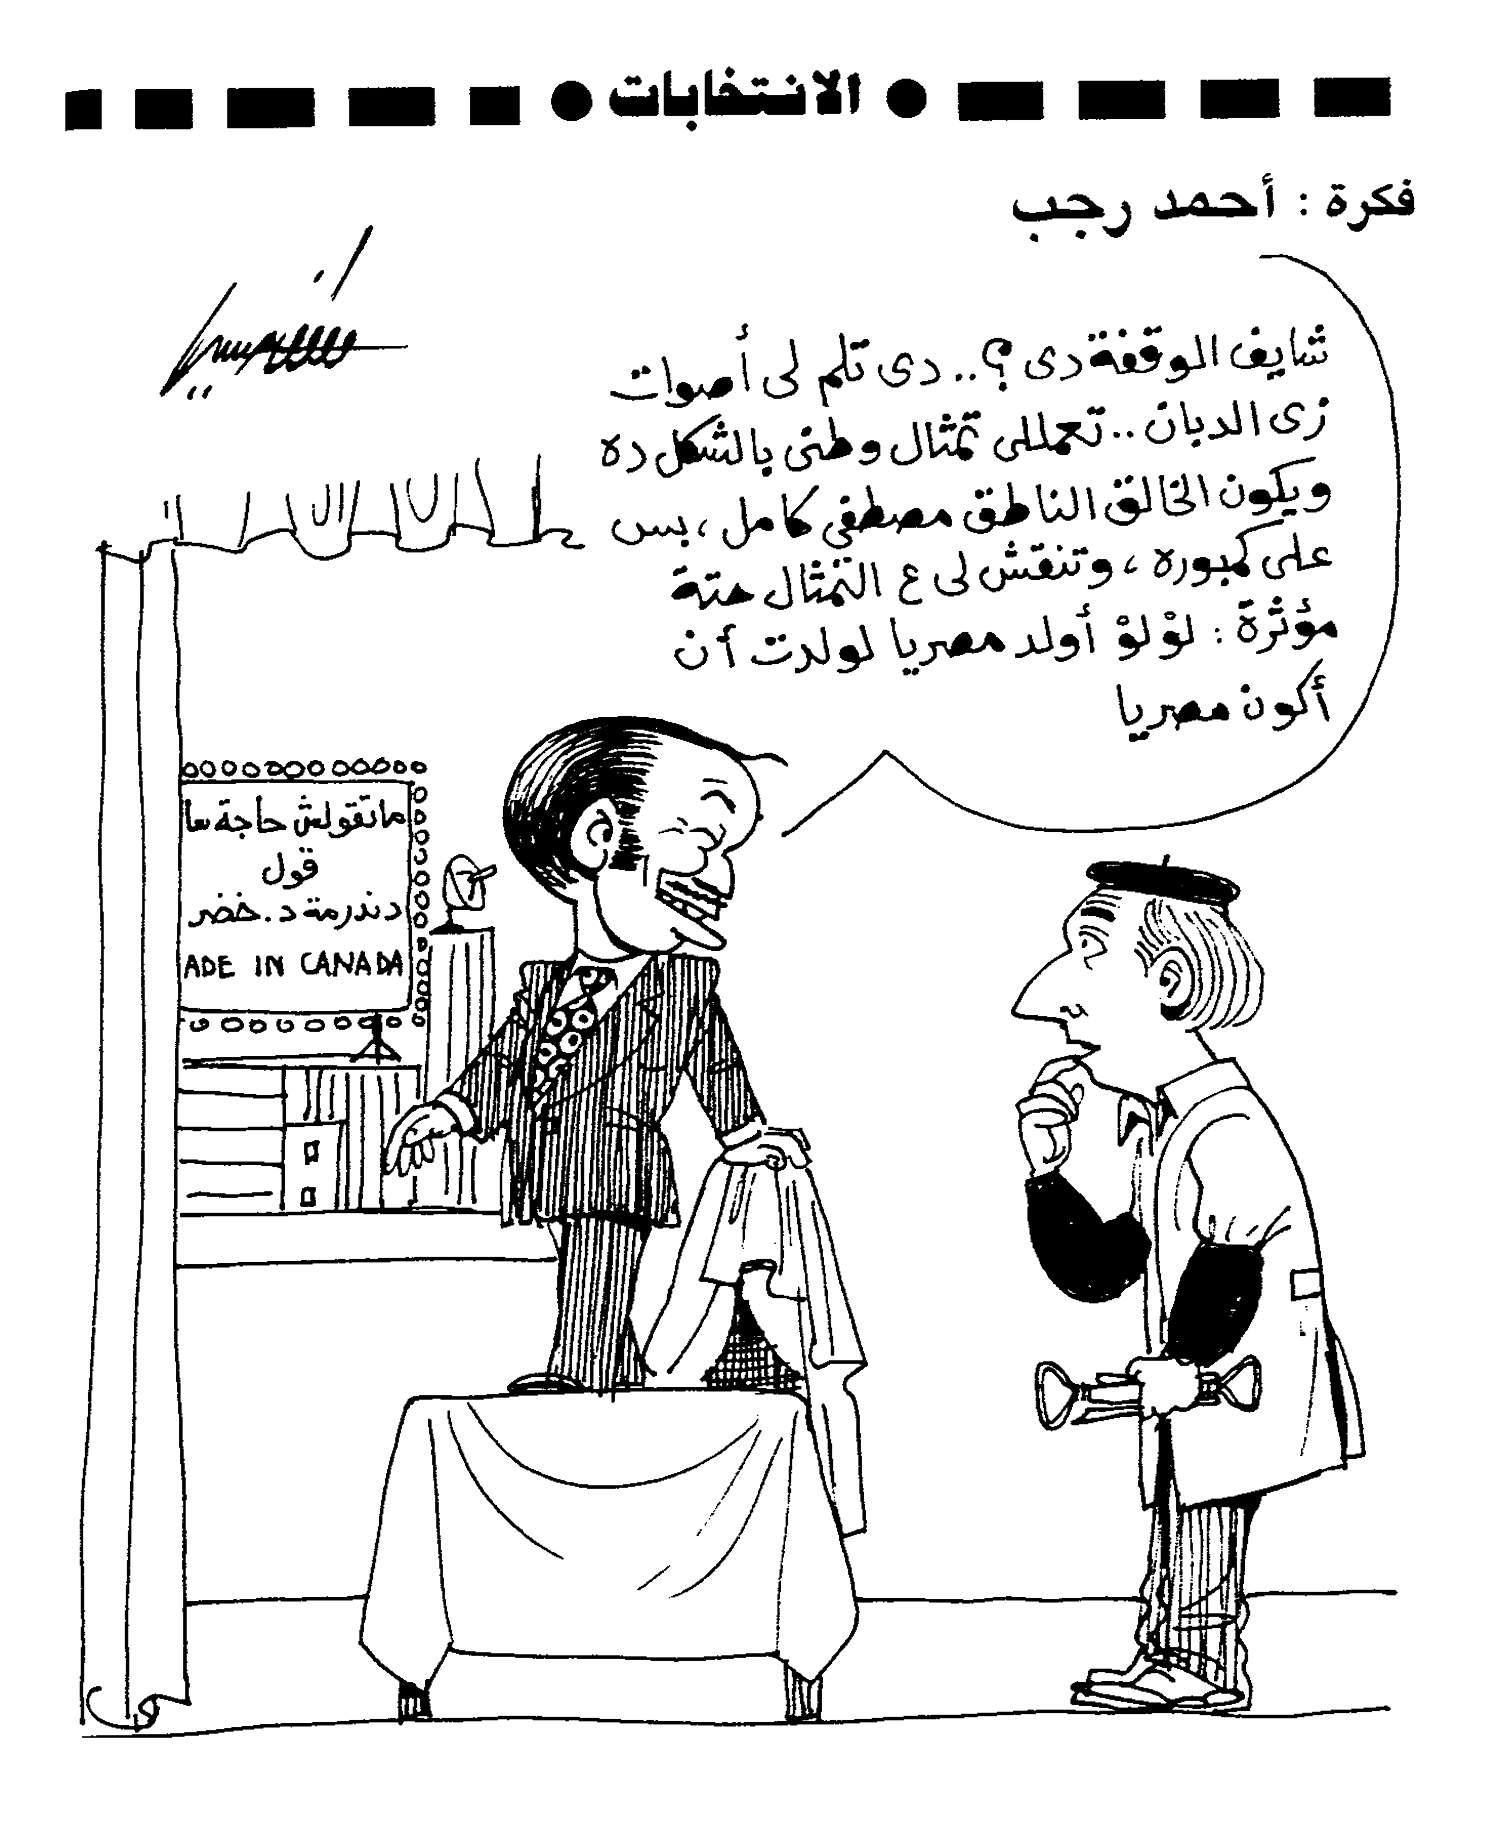 الانتخابات
فكرة : أحمد رجب
شايف الوقفة دى ؟.. دى تلم لى أصوات
زى الدبان .. تعمللى تمثال وطنى بالشكل ده
ويكون الخالق الناطق مصطفى كامل ، بس
على كمبوره ، وتنقش لى ع التمثال حتة
مؤثرة : لوْلوْ أولد مصريا لولدت أن
أكون مصريا
ماتقولش حاجة سا
قول
دندرمة د. خضر
ADE IN CANADA